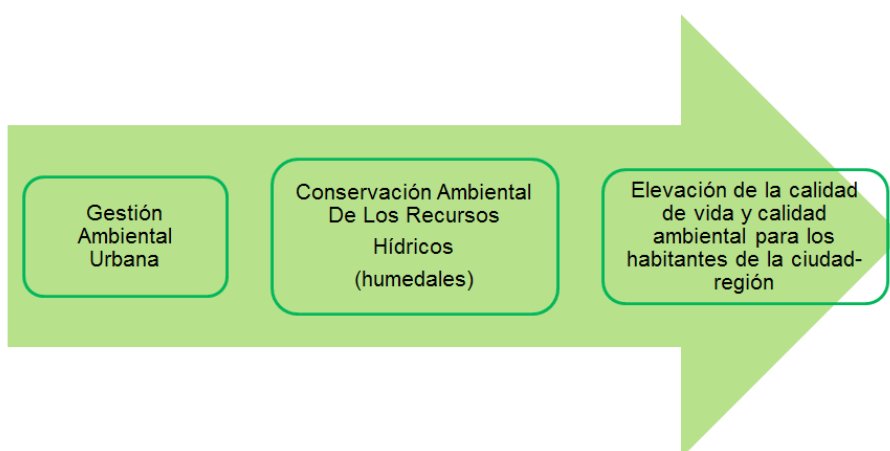 Gestión
Ambiental
Urbana
Conservación Ambiental
De Los Recursos
Hídricos
(humedales)
Elevación de la calidad
de vida y calidad
ambiental para los
habitantes de la ciudad-
región